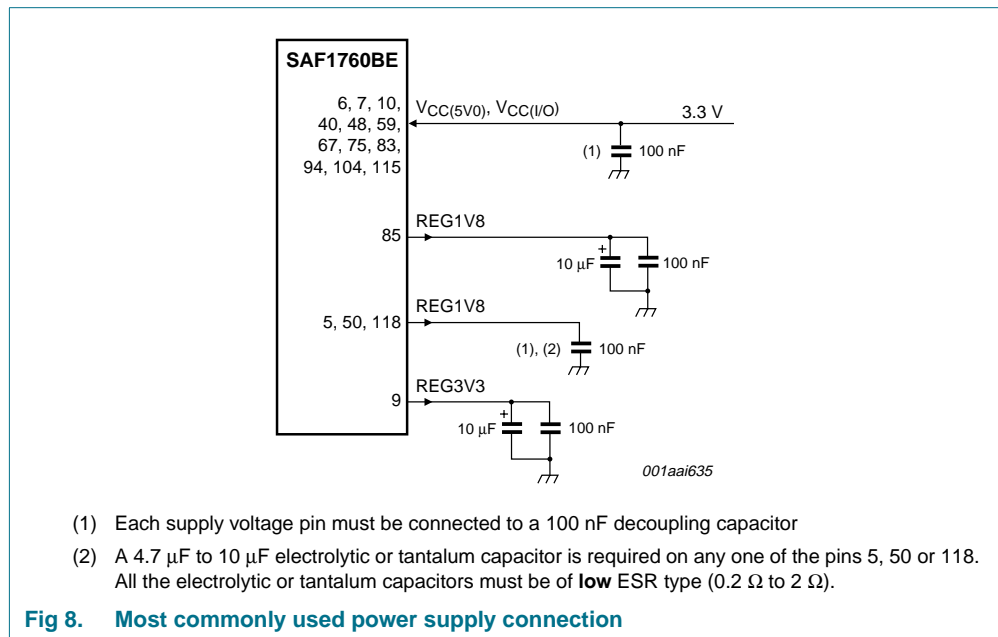 SAF1760BE
6, 7, 10,
40, 48, 59,
67, 75, 83,
94, 104, 115
VCC(5V0), VCC(I/O)
3.3 V
(1)
100 nF
85
REG1V8
+
10 μF
100 nF
5, 50, 118
REG1V8
(1), (2)
100 nF
9
REG3V3
+
10 μF
100 nF
001aai635
(1) Each supply voltage pin must be connected to a 100 nF decoupling capacitor
(2) A 4.7 μF to 10 μF electrolytic or tantalum capacitor is required on any one of the pins 5, 50 or 118.
All the electrolytic or tantalum capacitors must be of low ESR type (0.2 Ω to 2 Ω).
Fig 8. Most commonly used power supply connection